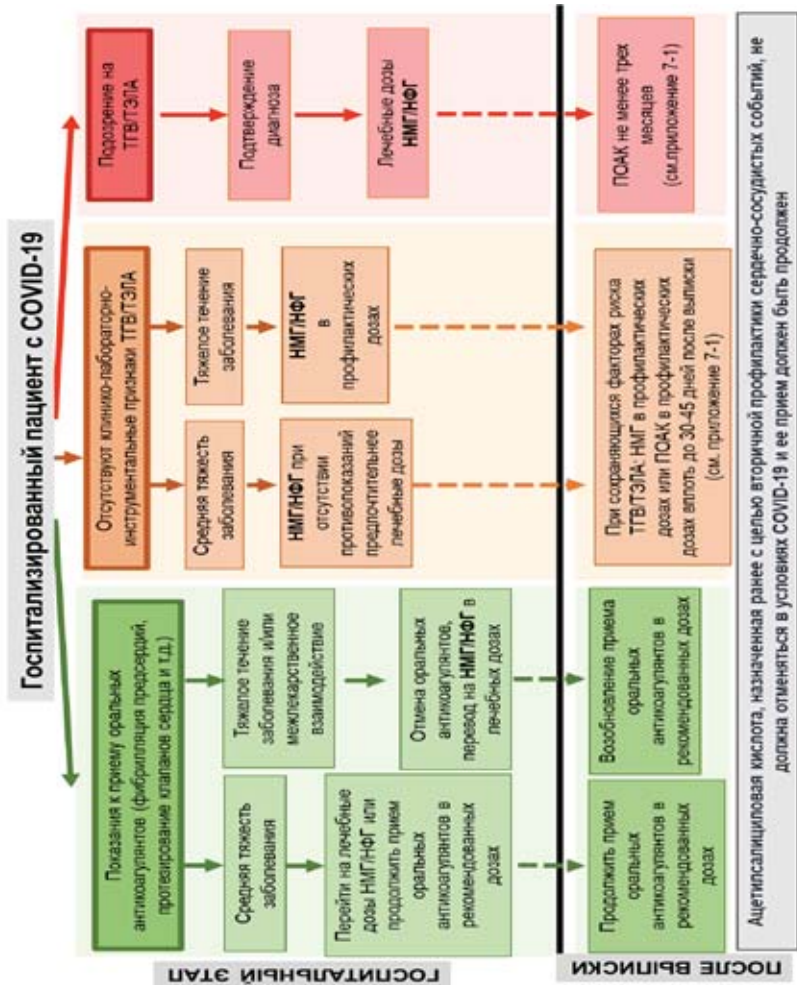 Госпитализированный пациент с COVID-19
Показания к приему оральных
антикоагулянтов (фибрилляция предсердий,
протезирование клапанов сердца и т.д.)
Отсутствуют клинико-лабораторно-
инструментальные признаки ТГВ/ТЭЛА
Подозрение на
ТГВ/ТЭЛА
ГОСПИТАЛЬНЫЙ ЭТАП
Средняя тяжесть
заболевания
Тяжелое течение
заболевания и/или
межлекарственное
взаимодействие
Средняя тяжесть
заболевания
Тяжелое течение
заболевания
Подтверждение
диагноза
Перейти на лечебные
дозы НМГ/НФГ или
продолжить прием
оральных
антикоагулянтов в
рекомендованных
дозах
Отмена оральных
антикоагулянтов,
перевод на НМГ/НФГ в
лечебных дозах
НМГ/НФГ при
отсутствии
противопоказаний
предпочтительнее
лечебные дозы
НМГ/НФГ
в
профилактических
дозах
Лечебные дозы
НМГ/НФГ
ПОСЛЕ ВЫПИСКИ
Продолжить прием
оральных
антикоагулянтов в
рекомендованных
дозах
Возобновление приема
оральных
антикоагулянтов в
рекомендованных дозах
При сохраняющихся факторах риска
ТГВ/ТЭЛА: НМГ в профилактических
дозах или ПОАК в профилактических
дозах вплоть до 30-45 дней после выписки
(см. приложение 7-1)
ПОАК не менее трех
месяцев
(см.приложение 7-1)
Ацетилсалициловая кислота, назначенная ранее с целью вторичной профилактики сердечно-сосудистых событий, не
должна отменяться в условиях COVID-19 и ее прием должен быть продолжен